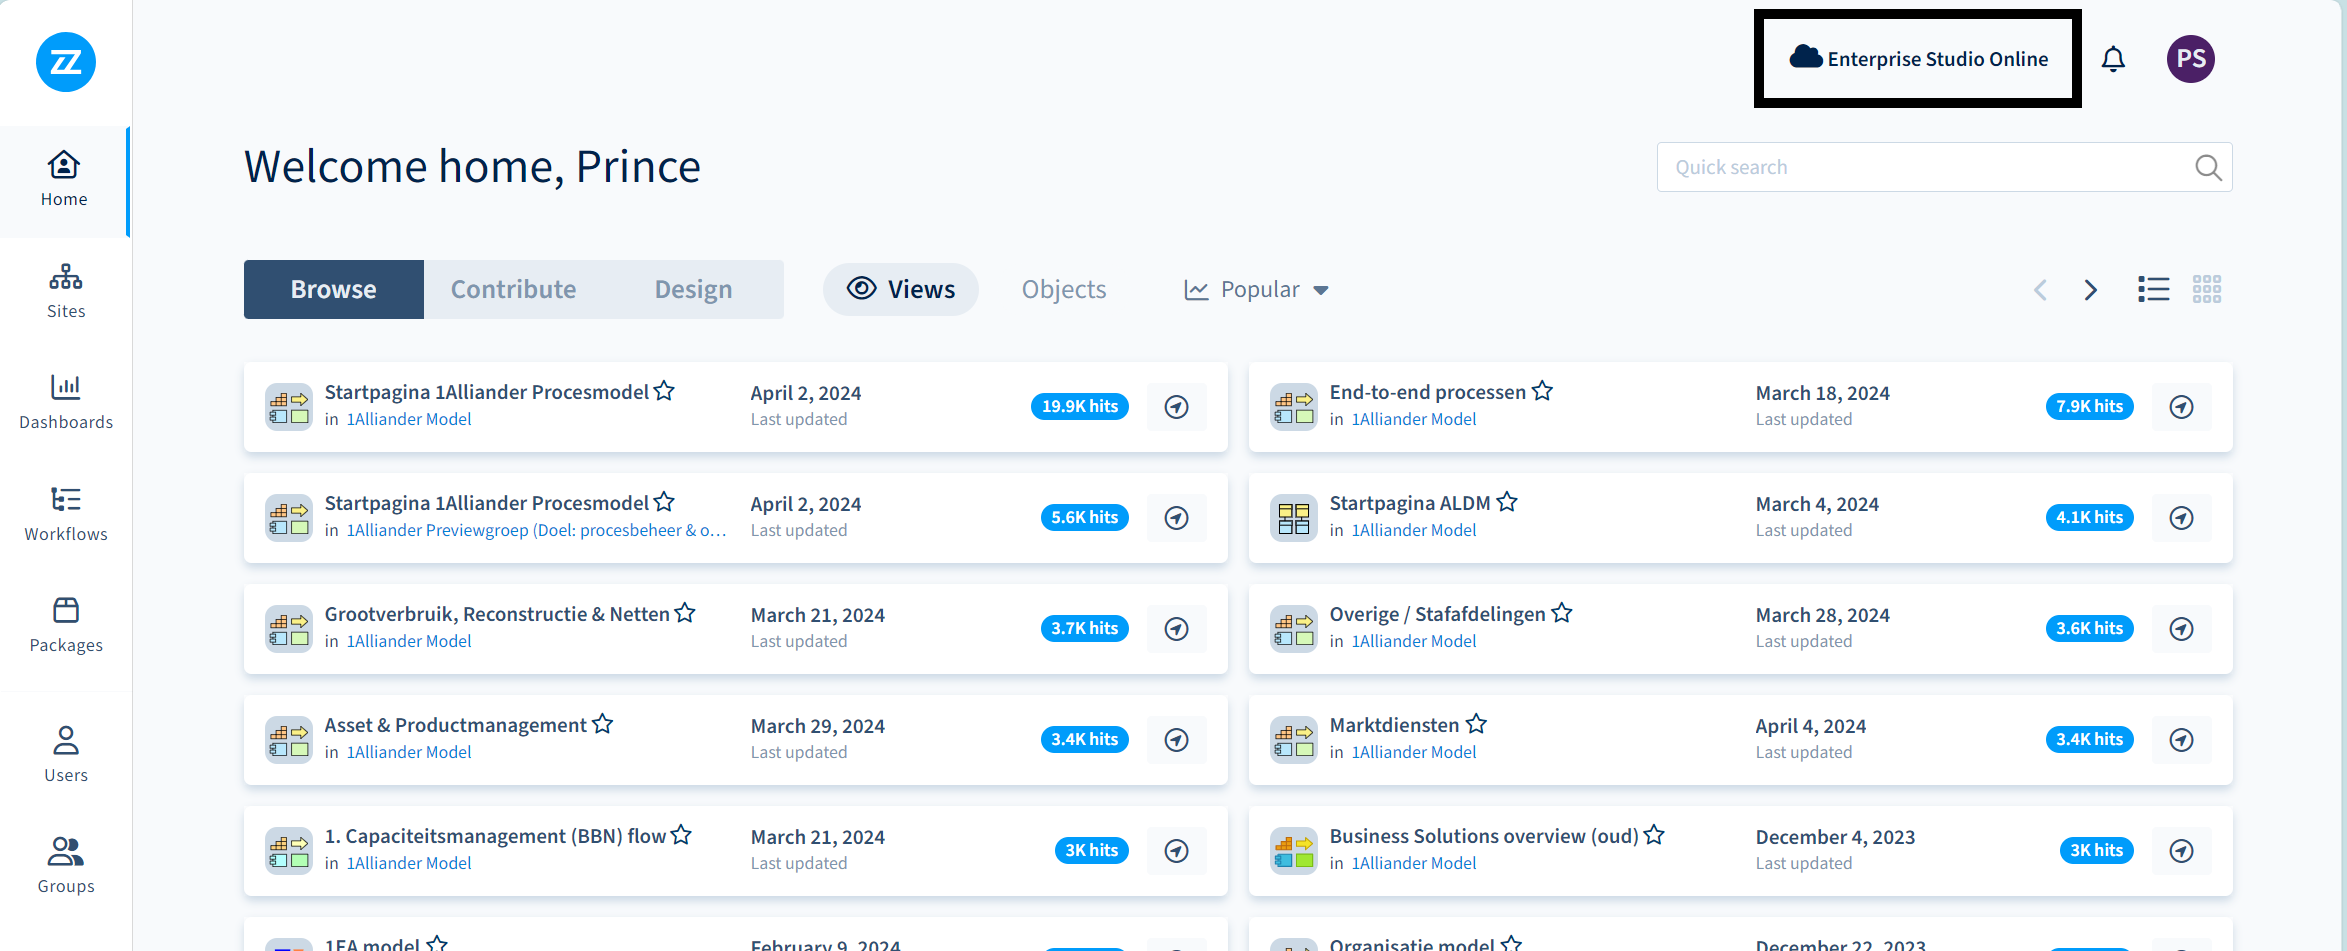 ZZ
Enterprise Studio Online
PS
Home
Sites
Dashboards
Workflows
Packages
Users
Groups
Welcome home, Prince
Quick search
Browse Contribute Design Views Objects Popular
Startpagina 1Alliander Procesmodel April 2, 2024 19.9K hits
in 1Alliander Model Last updated
End-to-end processen March 18, 2024 7.9K hits
in 1Alliander Model Last updated
Startpagina 1Alliander Procesmodel April 2, 2024 5.6K hits
in 1Alliander Previewgroep (Doel: procesbeheer & o... Last updated
Startpagina ALDM March 4, 2024 4.1K hits
in 1Alliander Model Last updated
Grootverbruik, Reconstructie & Netten March 21, 2024 3.7K hits
in 1Alliander Model Last updated
Overige / Stafafdelingen March 28, 2024 3.6K hits
in 1Alliander Model Last updated
Asset & Productmanagement March 29, 2024 3.4K hits
in 1Alliander Model Last updated
Marktdiensten April 4, 2024 3.4K hits
in 1Alliander Model Last updated
1. Capaciteitsmanagement (BBN) flow March 21, 2024 3K hits
in 1Alliander Model Last updated
Business Solutions overview (oud) December 4, 2023 3K hits
in 1Alliander Model Last updated
1EA model February 9, 2024
Organisatie model December 22, 2023